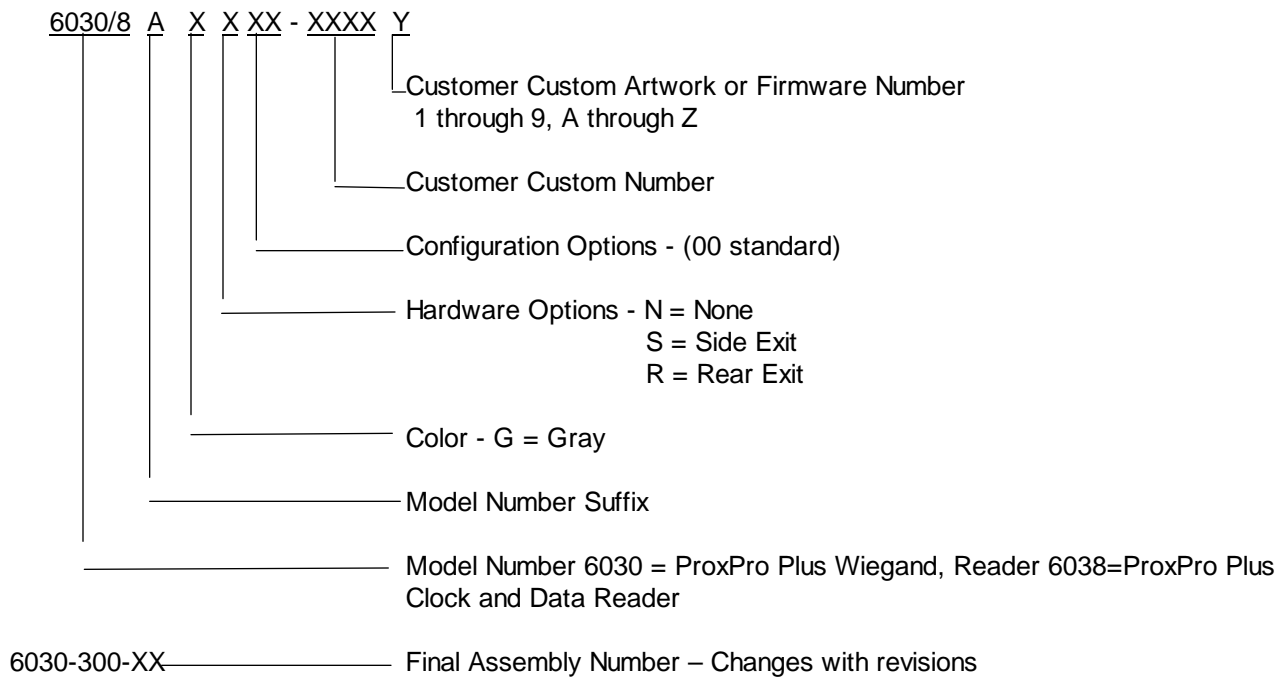 6030/8 A X X XX - XXXX Y
Customer Custom Artwork or Firmware Number
1 through 9, A through Z
Customer Custom Number
Configuration Options - (00 standard)
Hardware Options - N = None
S = Side Exit
R = Rear Exit
Color - G = Gray
Model Number Suffix
Model Number 6030 = ProxPro Plus Wiegand, Reader 6038=ProxPro Plus
Clock and Data Reader
6030-300-XX Final Assembly Number – Changes with revisions